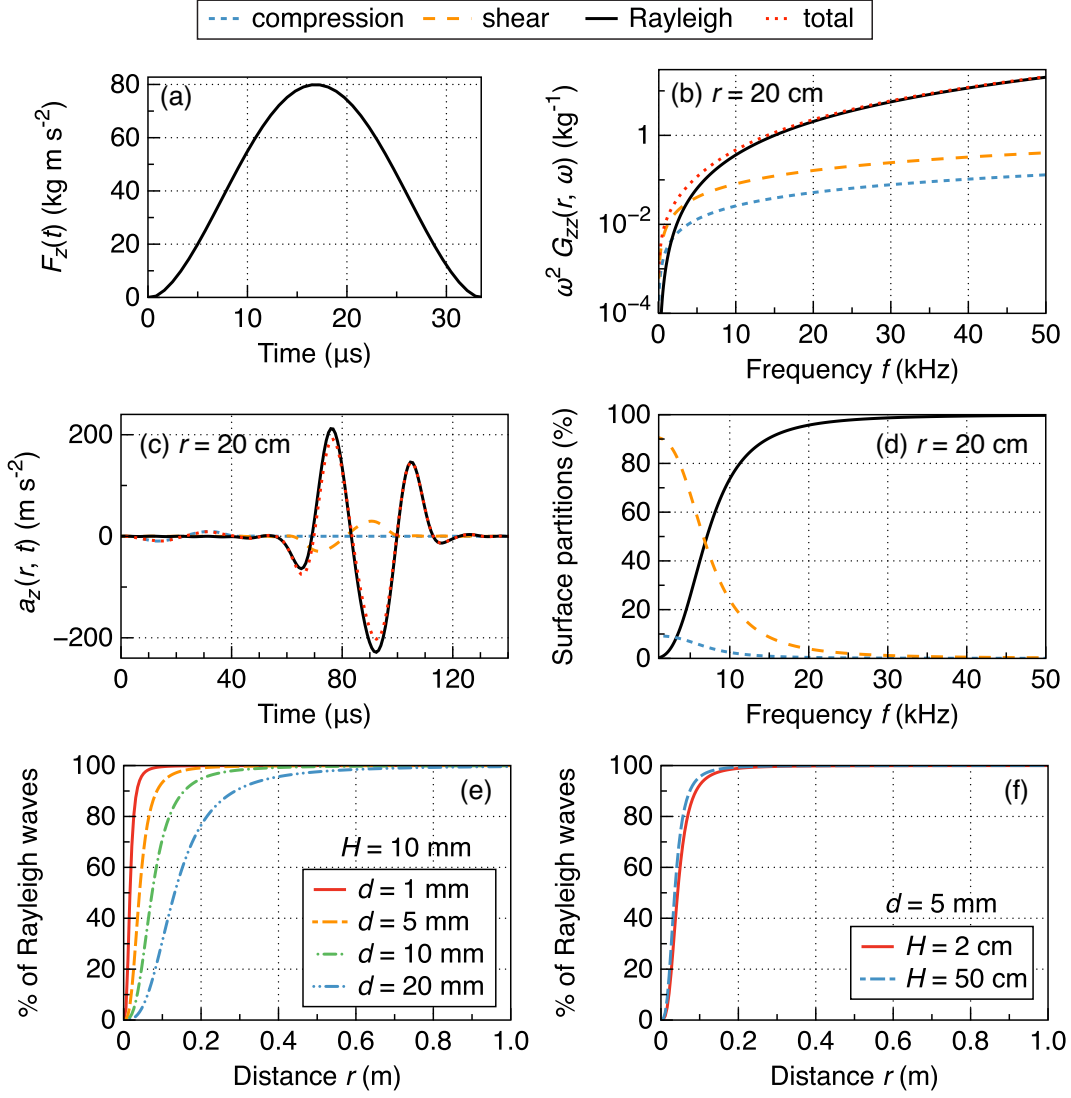 compression shear Rayleigh total
(a)
F_z(t) (kg m s⁻²)
80
60
40
20
0
0 10 20 30
Time (μs)
(b) r = 20 cm
ω² G_zz(r, ω) (kg⁻¹)
1
10⁻²
10⁻⁴
0 10 20 30 40 50
Frequency f (kHz)
(c) r = 20 cm
a_z(r, t) (m s⁻²)
200
0
−200
0 40 80 120
Time (μs)
(d) r = 20 cm
Surface partitions (%)
100
80
60
40
20
0
10 20 30 40 50
Frequency f (kHz)
(e)
% of Rayleigh waves
100
80
60
40
20
0
H = 10 mm
d = 1 mm
d = 5 mm
d = 10 mm
d = 20 mm
0 0.2 0.4 0.6 0.8 1.0
Distance r (m)
(f)
% of Rayleigh waves
100
80
60
40
20
0
d = 5 mm
H = 2 cm
H = 50 cm
0 0.2 0.4 0.6 0.8 1.0
Distance r (m)